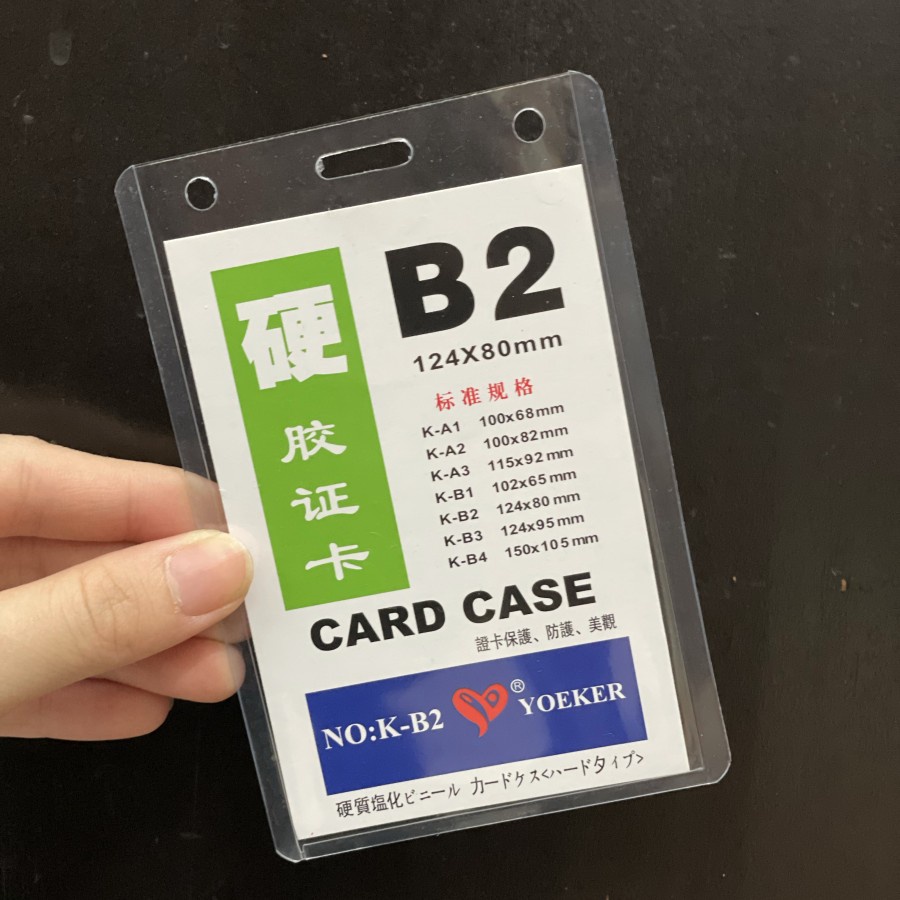 硬胶证卡
B2
124X80mm
标准规格
K-A1 100x68mm
K-A2 100x82mm
K-A3 115x92mm
K-B1 102x65mm
K-B2 124x80mm
K-B3 124x95mm
K-B4 150x105mm
CARD CASE
證卡保護、防護、美觀
NO:K-B2 ® YOEKER
硬質塩化ビニール カードケス<ハードタイプ>